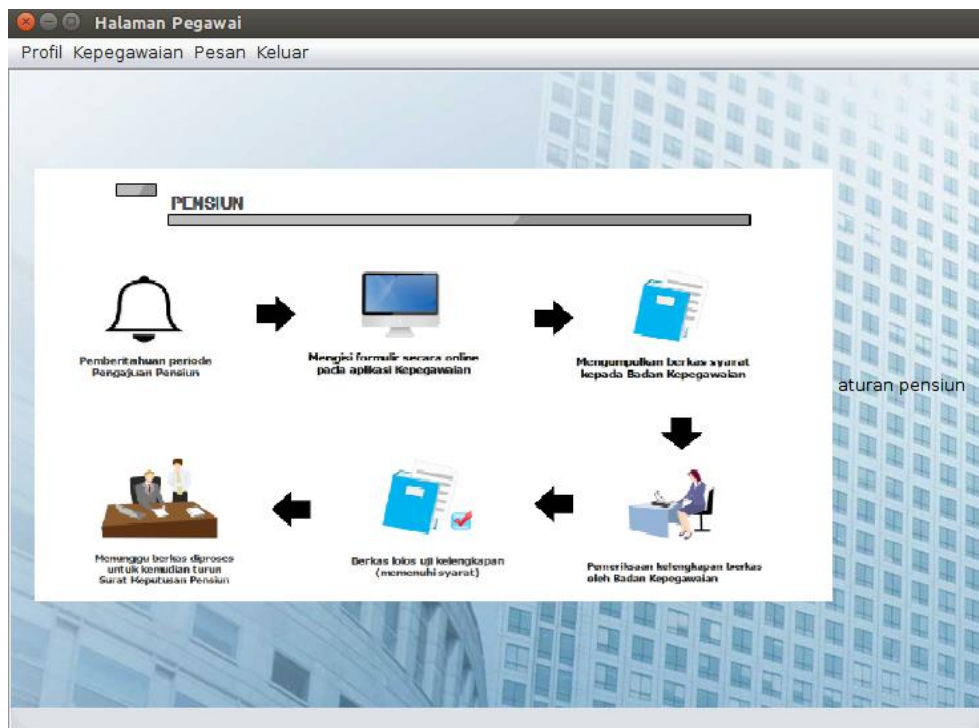 Halaman Pegawai
Profil Kepegawaian Pesan Keluar
PENSIUN
Pemberitahuan periode
Pengajuan Pensiun
Mengisi formulir secara online
pada aplikasi Kepegawaian
Mengumpulkan berkas syarat
kepada Badan Kepegawaian
aturan pensiun
Pemeriksaan kelengkapan berkas
oleh Badan Kepegawaian
Berkas lolos uji kelengkapan
(memenuhi syarat)
Menunggu berkas diproses
untuk kemudian turun
Surat Keputusan Pensiun